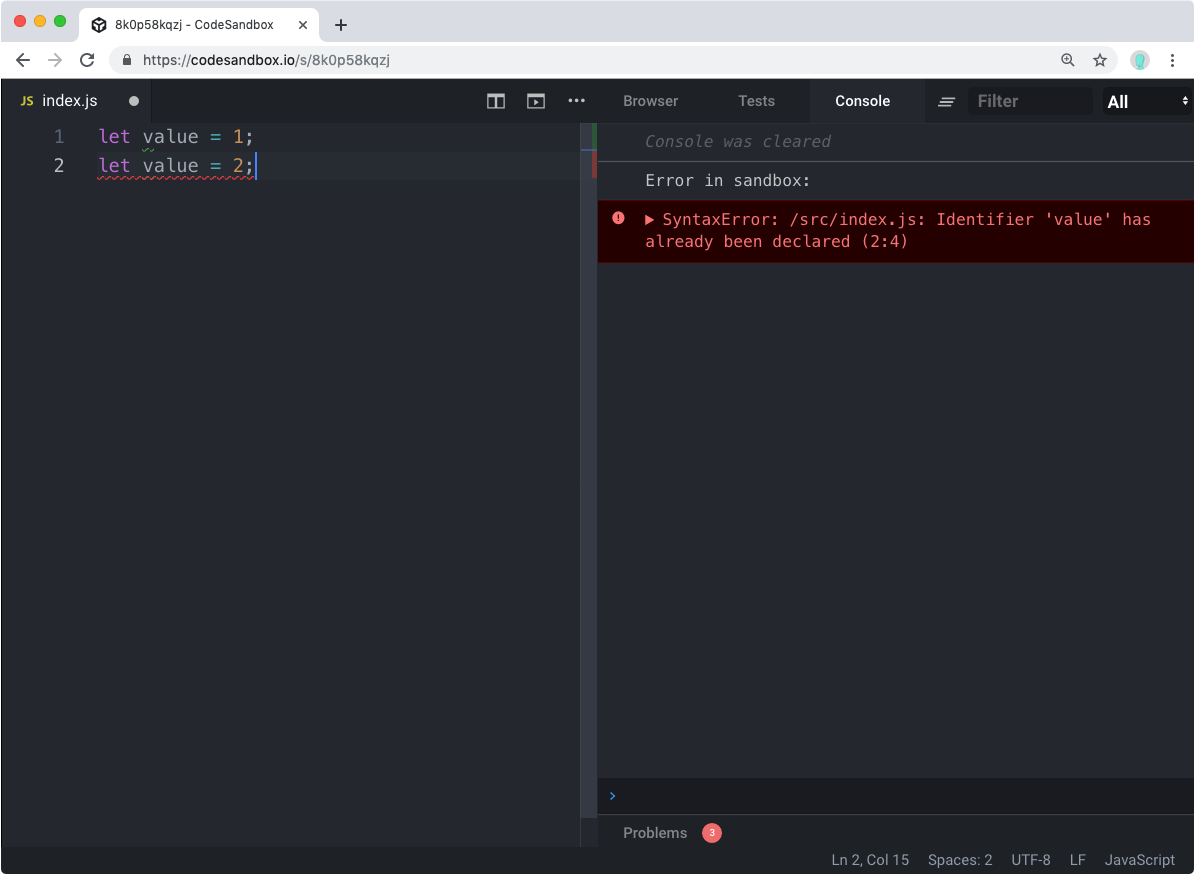 8k0p58kqzj - CodeSandbox
https://codesandbox.io/s/8k0p58kqzj
JS index.js
Browser Tests Console Filter All
1 let value = 1;
2 let value = 2;
Console was cleared
Error in sandbox:
SyntaxError: /src/index.js: Identifier 'value' has
already been declared (2:4)
Problems 3
Ln 2, Col 15 Spaces: 2 UTF-8 LF JavaScript